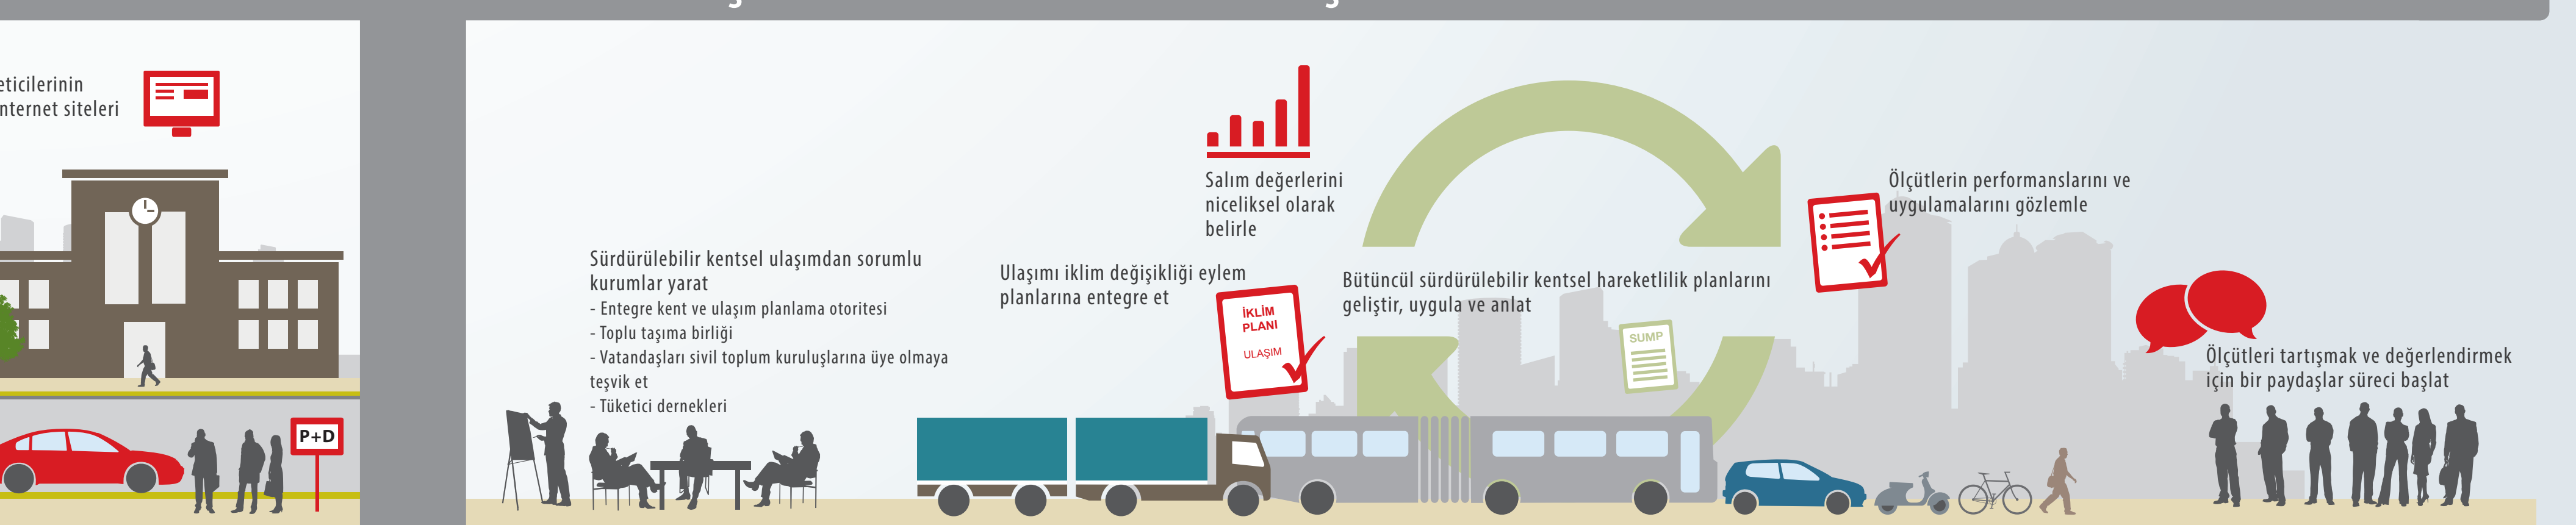 nternet siteleri
P+D
Sürdürülebilir kentsel ulaşımdan sorumlu
kurumlar yarat
- Entegre kent ve ulaşım planlama otoritesi
- Toplu taşıma birliği
- Vatandaşları sivil toplum kuruluşlarına üye olmaya
teşvik et
- Tüketici dernekleri
Ulaşımı iklim değişikliği eylem
planlarına entegre et
İKLİM
PLANI
ULAŞIM
Salım değerlerini
niceliksel olarak
belirle
Bütüncül sürdürülebilir kentsel hareketlilik planlarını
geliştir, uygula ve anlat
SUMP
Ölçütlerin performanslarını ve
uygulamalarını gözlemle
Ölçütleri tartışmak ve değerlendirmek
için bir paydaşlar süreci başlat